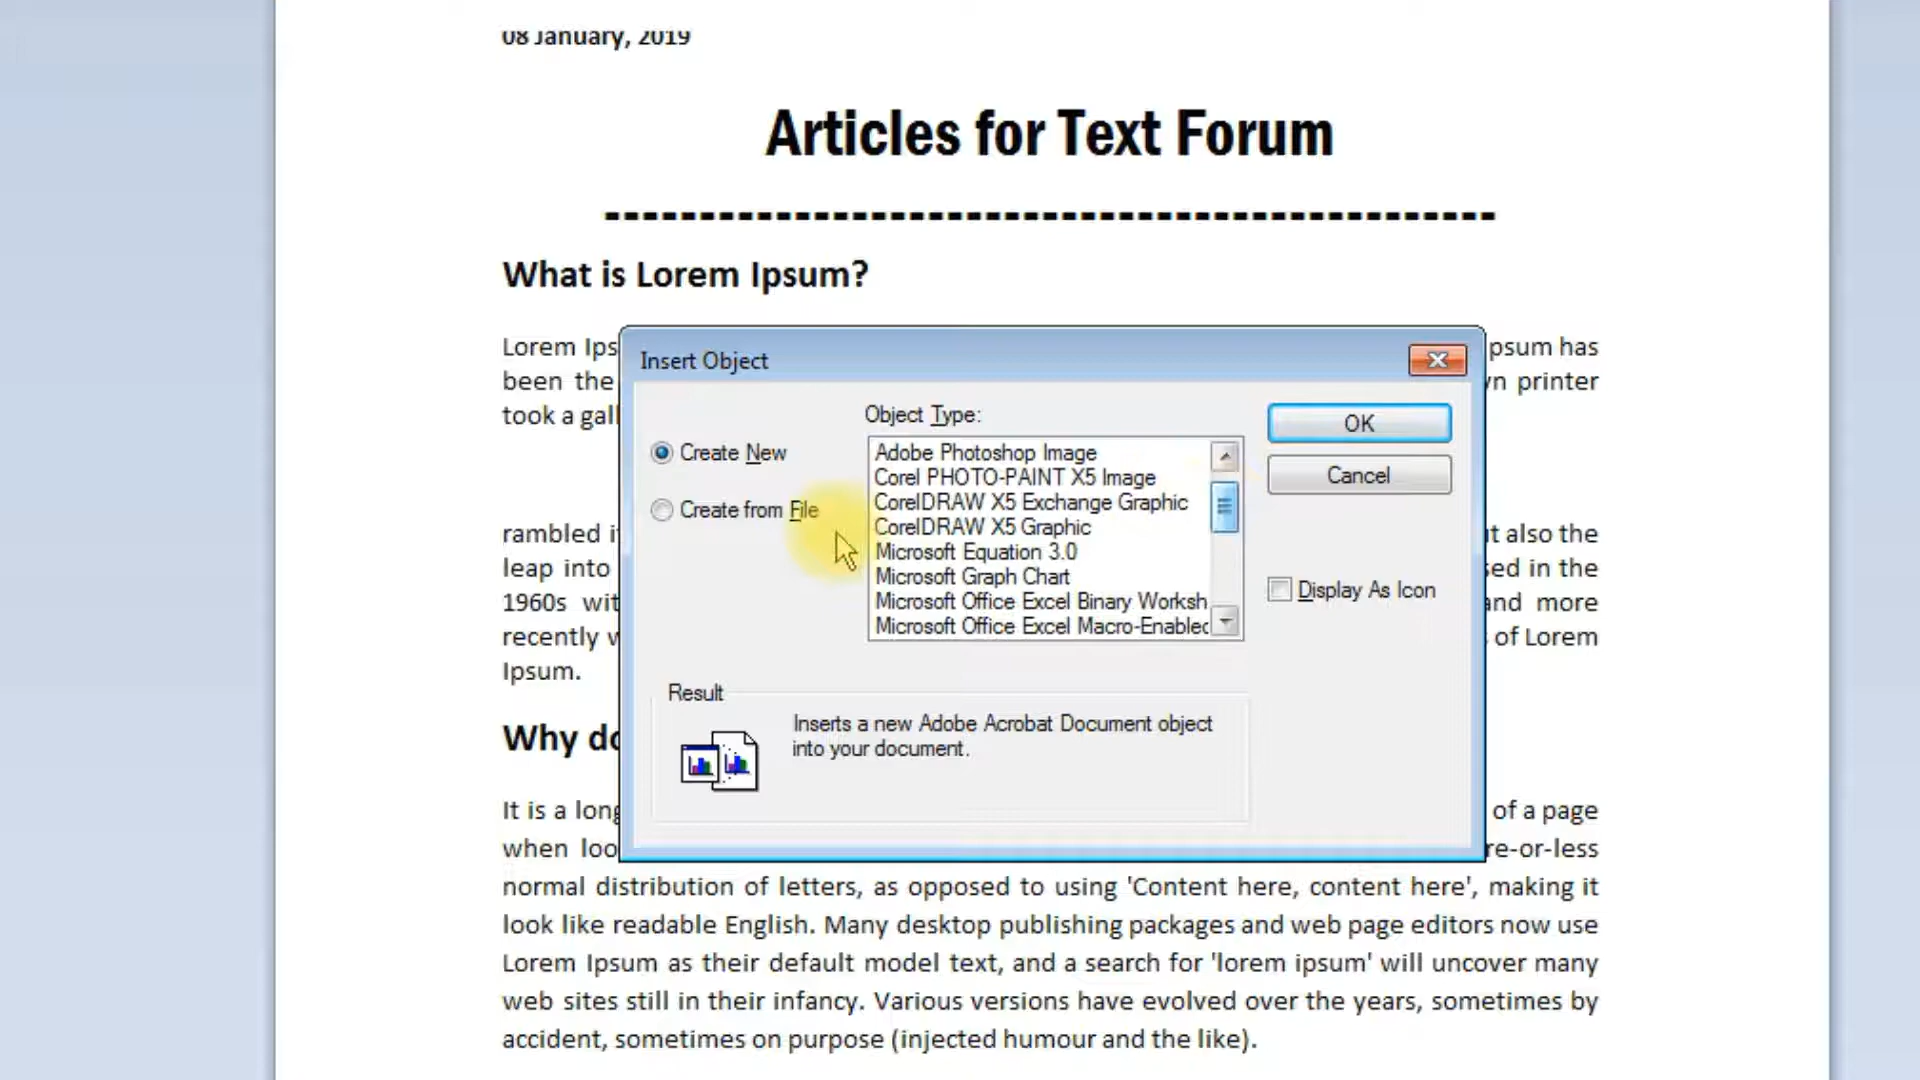 08 January, 2019
Articles for Text Forum
-----------------------------------------------
What is Lorem Ipsum?
Lorem Ips
psum has
been the
wn printer
took a gall
Insert Object
Object Type:
Create New
Create from File
Adobe Photoshop Image
Corel PHOTO-PAINT X5 Image
CorelDRAW X5 Exchange Graphic
CorelDRAW X5 Graphic
Microsoft Equation 3.0
Microsoft Graph Chart
Microsoft Office Excel Binary Worksh
Microsoft Office Excel Macro-Enabled
OK
Cancel
Display As Icon
Result
Inserts a new Adobe Acrobat Document object
into your document.
rambled i
ut also the
leap into
sed in the
1960s wit
and more
recently w
s of Lorem
Ipsum.
Why do
It is a long
of a page
when loo
re-or-less
normal distribution of letters, as opposed to using 'Content here, content here', making it
look like readable English. Many desktop publishing packages and web page editors now use
Lorem Ipsum as their default model text, and a search for 'lorem ipsum' will uncover many
web sites still in their infancy. Various versions have evolved over the years, sometimes by
accident, sometimes on purpose (injected humour and the like).